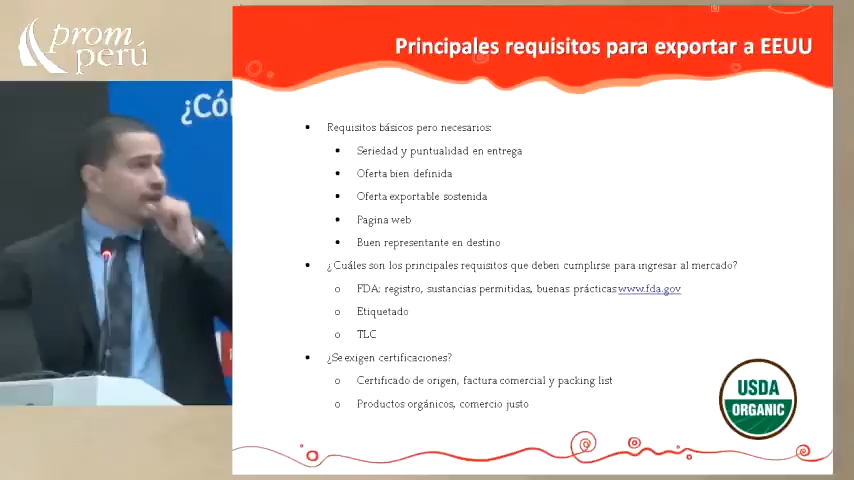 prom
perú
¿Có
Principales requisitos para exportar a EEUU
Requisitos básicos pero necesarios:
Seriedad y puntualidad en entrega
Oferta bien definida
Oferta exportable sostenida
Pagina web
Buen representante en destino
¿Cuáles son los principales requisitos que deben cumplirse para ingresar al mercado?
FDA: registro, sustancias permitidas, buenas prácticas www.fda.gov
Etiquetado
TLC
¿Se exigen certificaciones?
Certificado de origen, factura comercial y packing list
Productos orgánicos, comercio justo
USDA
ORGANIC